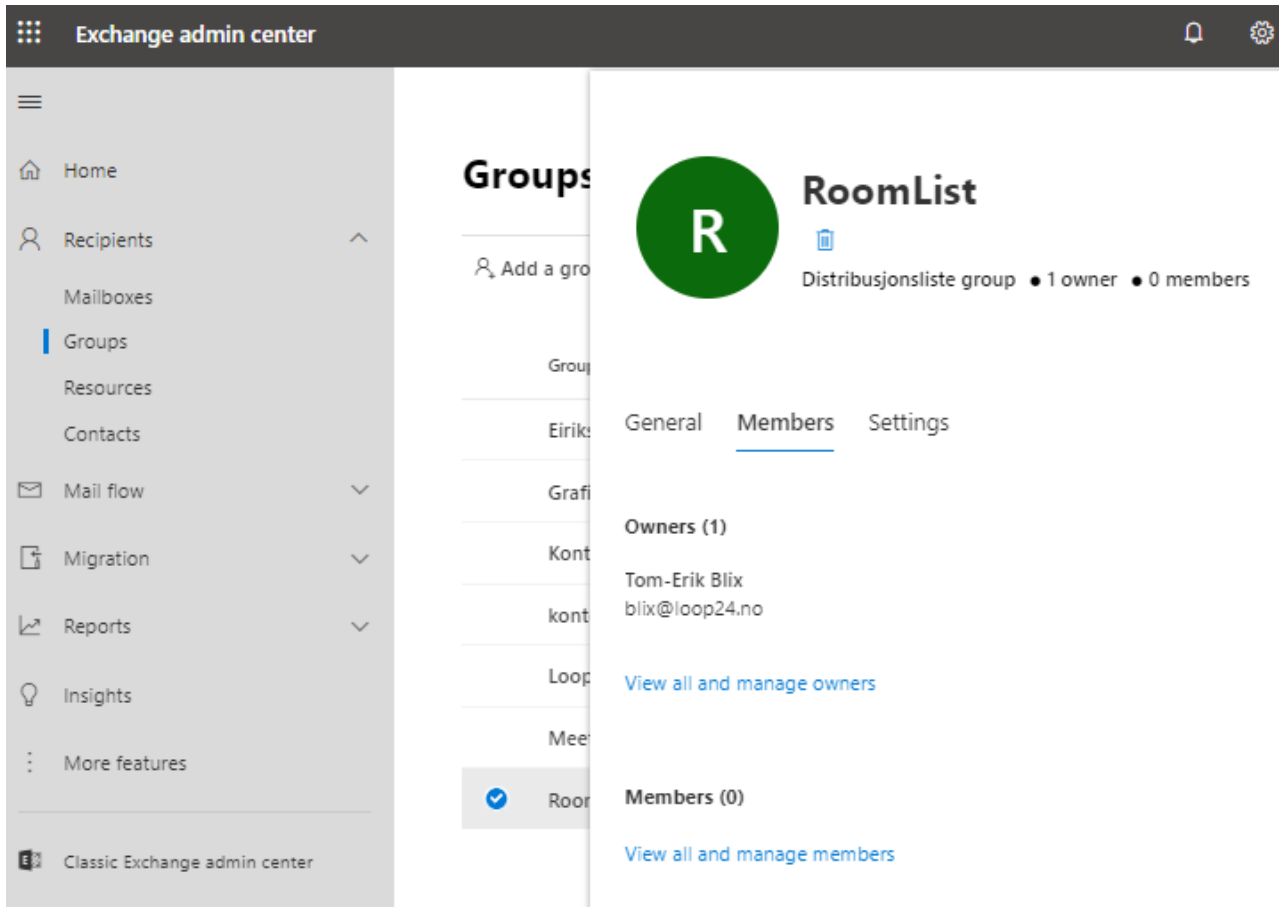 Exchange admin center
Home
Recipients
Mailboxes
Groups
Resources
Contacts
Mail flow
Migration
Reports
Insights
More features
Classic Exchange admin center
Groups
Add a gro
Grou
Eiriks
Grafi
Kont
kont
Loop
Mee
Roor
R
RoomList
Distribusjonsliste group ● 1 owner ● 0 members
General Members Settings
Owners (1)
Tom-Erik Blix
blix@loop24.no
View all and manage owners
Members (0)
View all and manage members